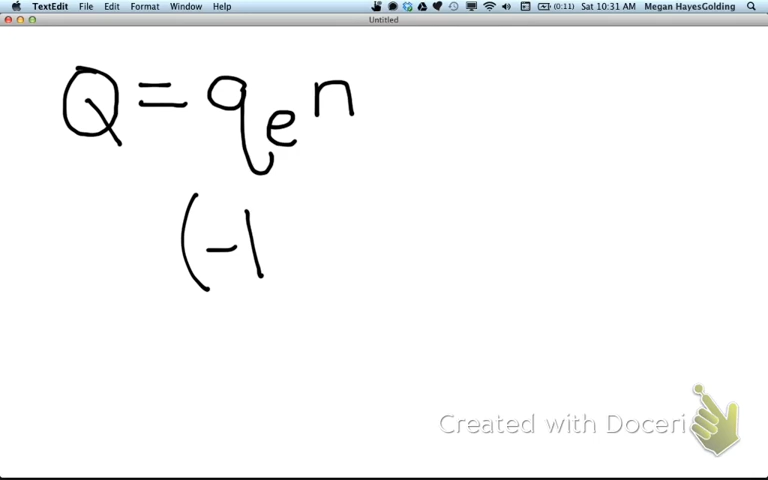 TextEdit File Edit Format Window Help (0:11) Sat 10:31 AM Megan HayesGolding
Untitled
Q = qₑn
(-1
Created with Doceri